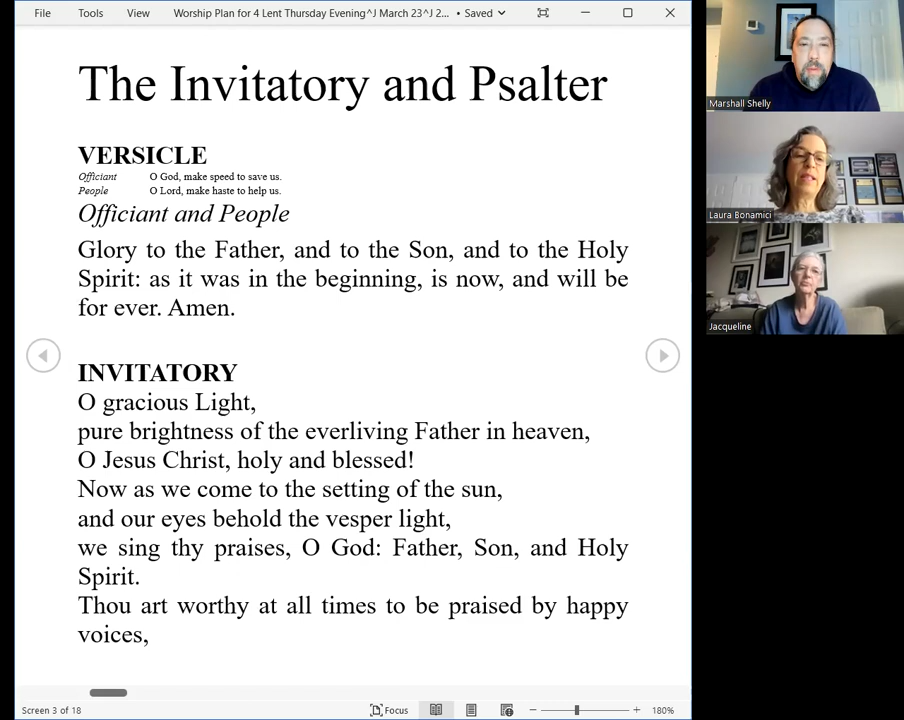 File Tools View Worship Plan for 4 Lent Thursday Evening^J March 23^J 2... • Saved
The Invitatory and Psalter
VERSICLE
Officiant O God, make speed to save us.
People O Lord, make haste to help us.
Officiant and People
Glory to the Father, and to the Son, and to the Holy
Spirit: as it was in the beginning, is now, and will be
for ever. Amen.
INVITATORY
O gracious Light,
pure brightness of the everliving Father in heaven,
O Jesus Christ, holy and blessed!
Now as we come to the setting of the sun,
and our eyes behold the vesper light,
we sing thy praises, O God: Father, Son, and Holy
Spirit.
Thou art worthy at all times to be praised by happy
voices,
Screen 3 of 18 Focus 180%
Marshall Shelly
Laura Bonamici
Jacqueline